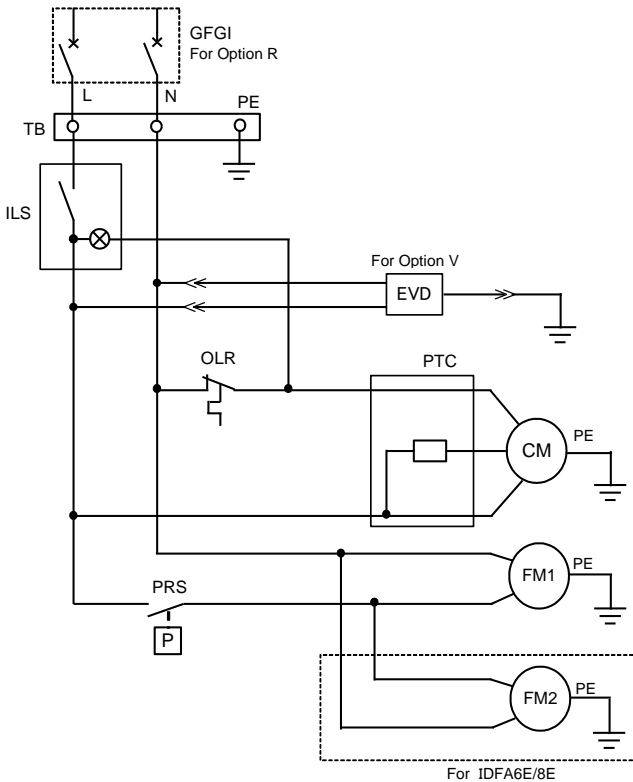 GFGI
For Option R
L
N
PE
TB
ILS
For Option V
EVD
OLR
PTC
CM
PE
PRS
P
FM1
PE
FM2
PE
For IDFA6E/8E